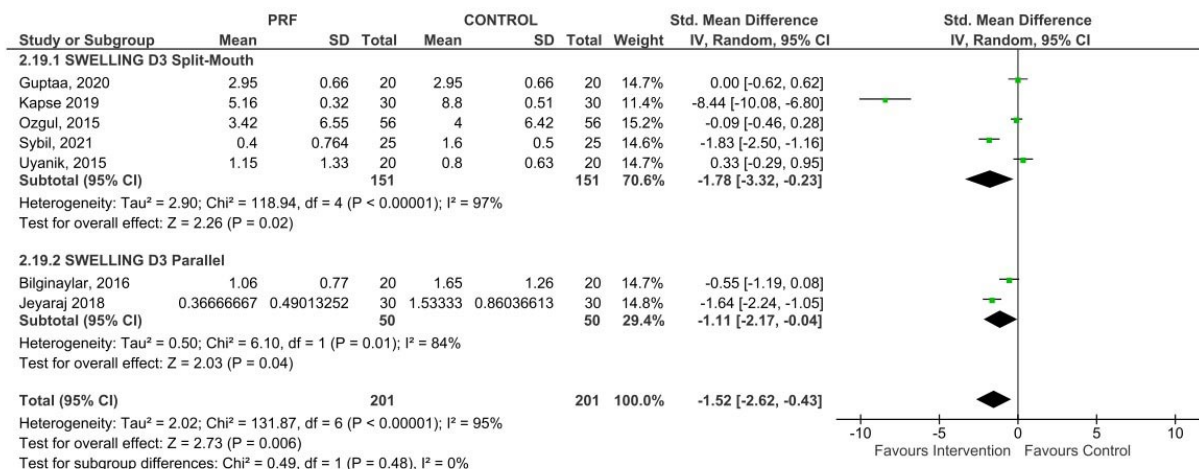 PRF CONTROL Std. Mean Difference Std. Mean Difference
Study or Subgroup Mean SD Total Mean SD Total Weight IV, Random, 95% CI IV, Random, 95% CI
2.19.1 SWELLING D3 Split-Mouth
Guptaa, 2020 2.95 0.66 20 2.95 0.66 20 14.7% 0.00 [-0.62, 0.62]
Kapse 2019 5.16 0.32 30 8.8 0.51 30 11.4% -8.44 [-10.08, -6.80]
Ozgul, 2015 3.42 6.55 56 4 6.42 56 15.2% -0.09 [-0.46, 0.28]
Sybil, 2021 0.4 0.764 25 1.6 0.5 25 14.6% -1.83 [-2.50, -1.16]
Uyanik, 2015 1.15 1.33 20 0.8 0.63 20 14.7% 0.33 [-0.29, 0.95]
Subtotal (95% CI) 151 151 70.6% -1.78 [-3.32, -0.23]
Heterogeneity: Tau² = 2.90; Chi² = 118.94, df = 4 (P < 0.00001); I² = 97%
Test for overall effect: Z = 2.26 (P = 0.02)
2.19.2 SWELLING D3 Parallel
Bilginaylar, 2016 1.06 0.77 20 1.65 1.26 20 14.7% -0.55 [-1.19, 0.08]
Jeyaraj 2018 0.36666667 0.49013252 30 1.53333 0.86036613 30 14.8% -1.64 [-2.24, -1.05]
Subtotal (95% CI) 50 50 29.4% -1.11 [-2.17, -0.04]
Heterogeneity: Tau² = 0.50; Chi² = 6.10, df = 1 (P = 0.01); I² = 84%
Test for overall effect: Z = 2.03 (P = 0.04)
Total (95% CI) 201 201 100.0% -1.52 [-2.62, -0.43]
Heterogeneity: Tau² = 2.02; Chi² = 131.87, df = 6 (P < 0.00001); I² = 95%
Test for overall effect: Z = 2.73 (P = 0.006)
Test for subgroup differences: Chi² = 0.49, df = 1 (P = 0.48), I² = 0%
-10 -5 0 5 10
Favours Intervention Favours Control